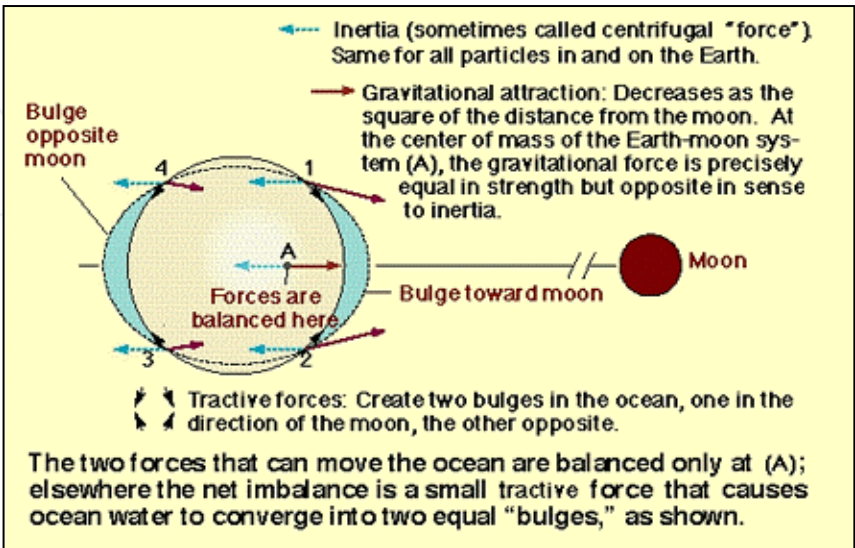 Inertia (sometimes called centrifugal "force")
Same for all particles in and on the Earth.
Gravitational attraction: Decreases as the
square of the distance from the moon. At
the center of mass of the Earth-moon sys-
tem (A), the gravitational force is precisely
equal in strength but opposite in sense
to inertia.
Bulge
opposite
moon
4
1
A
Forces are
balanced here
Moon
Bulge toward moon
3
2
Tractive forces: Create two bulges in the ocean, one in the
direction of the moon, the other opposite.
The two forces that can move the ocean are balanced only at (A);
elsewhere the net imbalance is a small tractive force that causes
ocean water to converge into two equal "bulges," as shown.